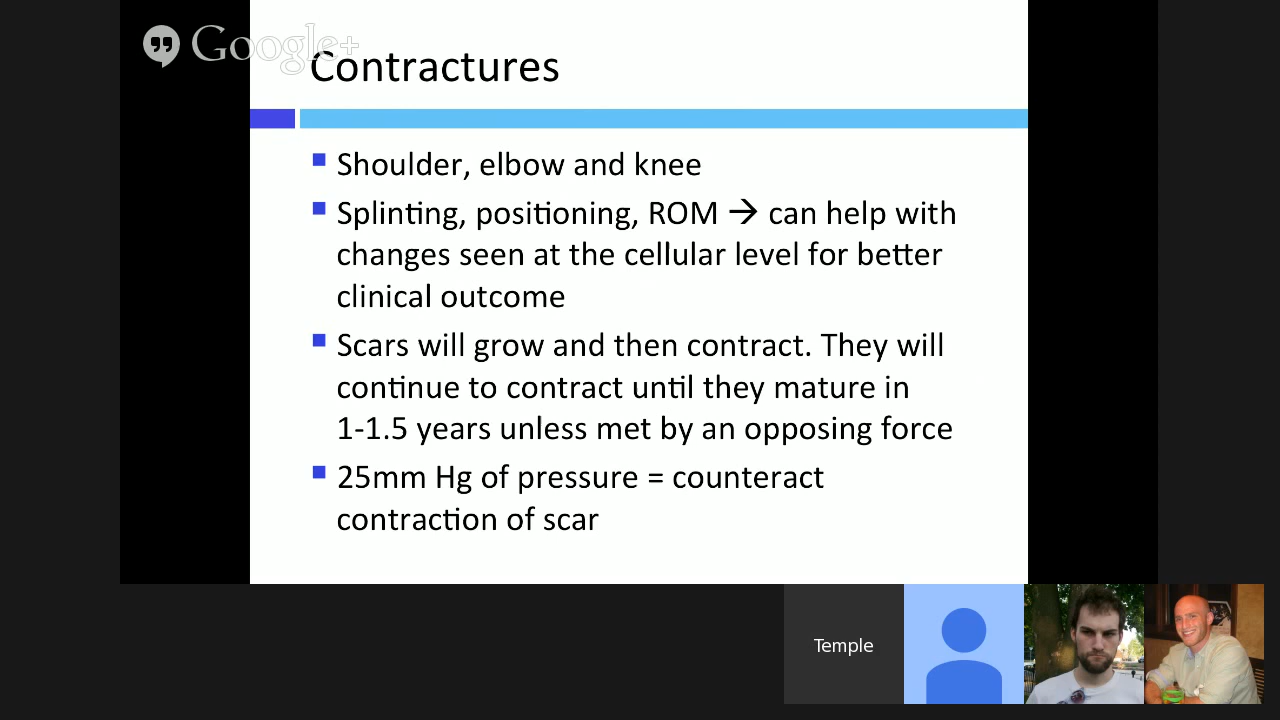 Google+
Contractures
Shoulder, elbow and knee
Splinting, positioning, ROM → can help with
changes seen at the cellular level for better
clinical outcome
Scars will grow and then contract. They will
continue to contract until they mature in
1-1.5 years unless met by an opposing force
25mm Hg of pressure = counteract
contraction of scar
Temple